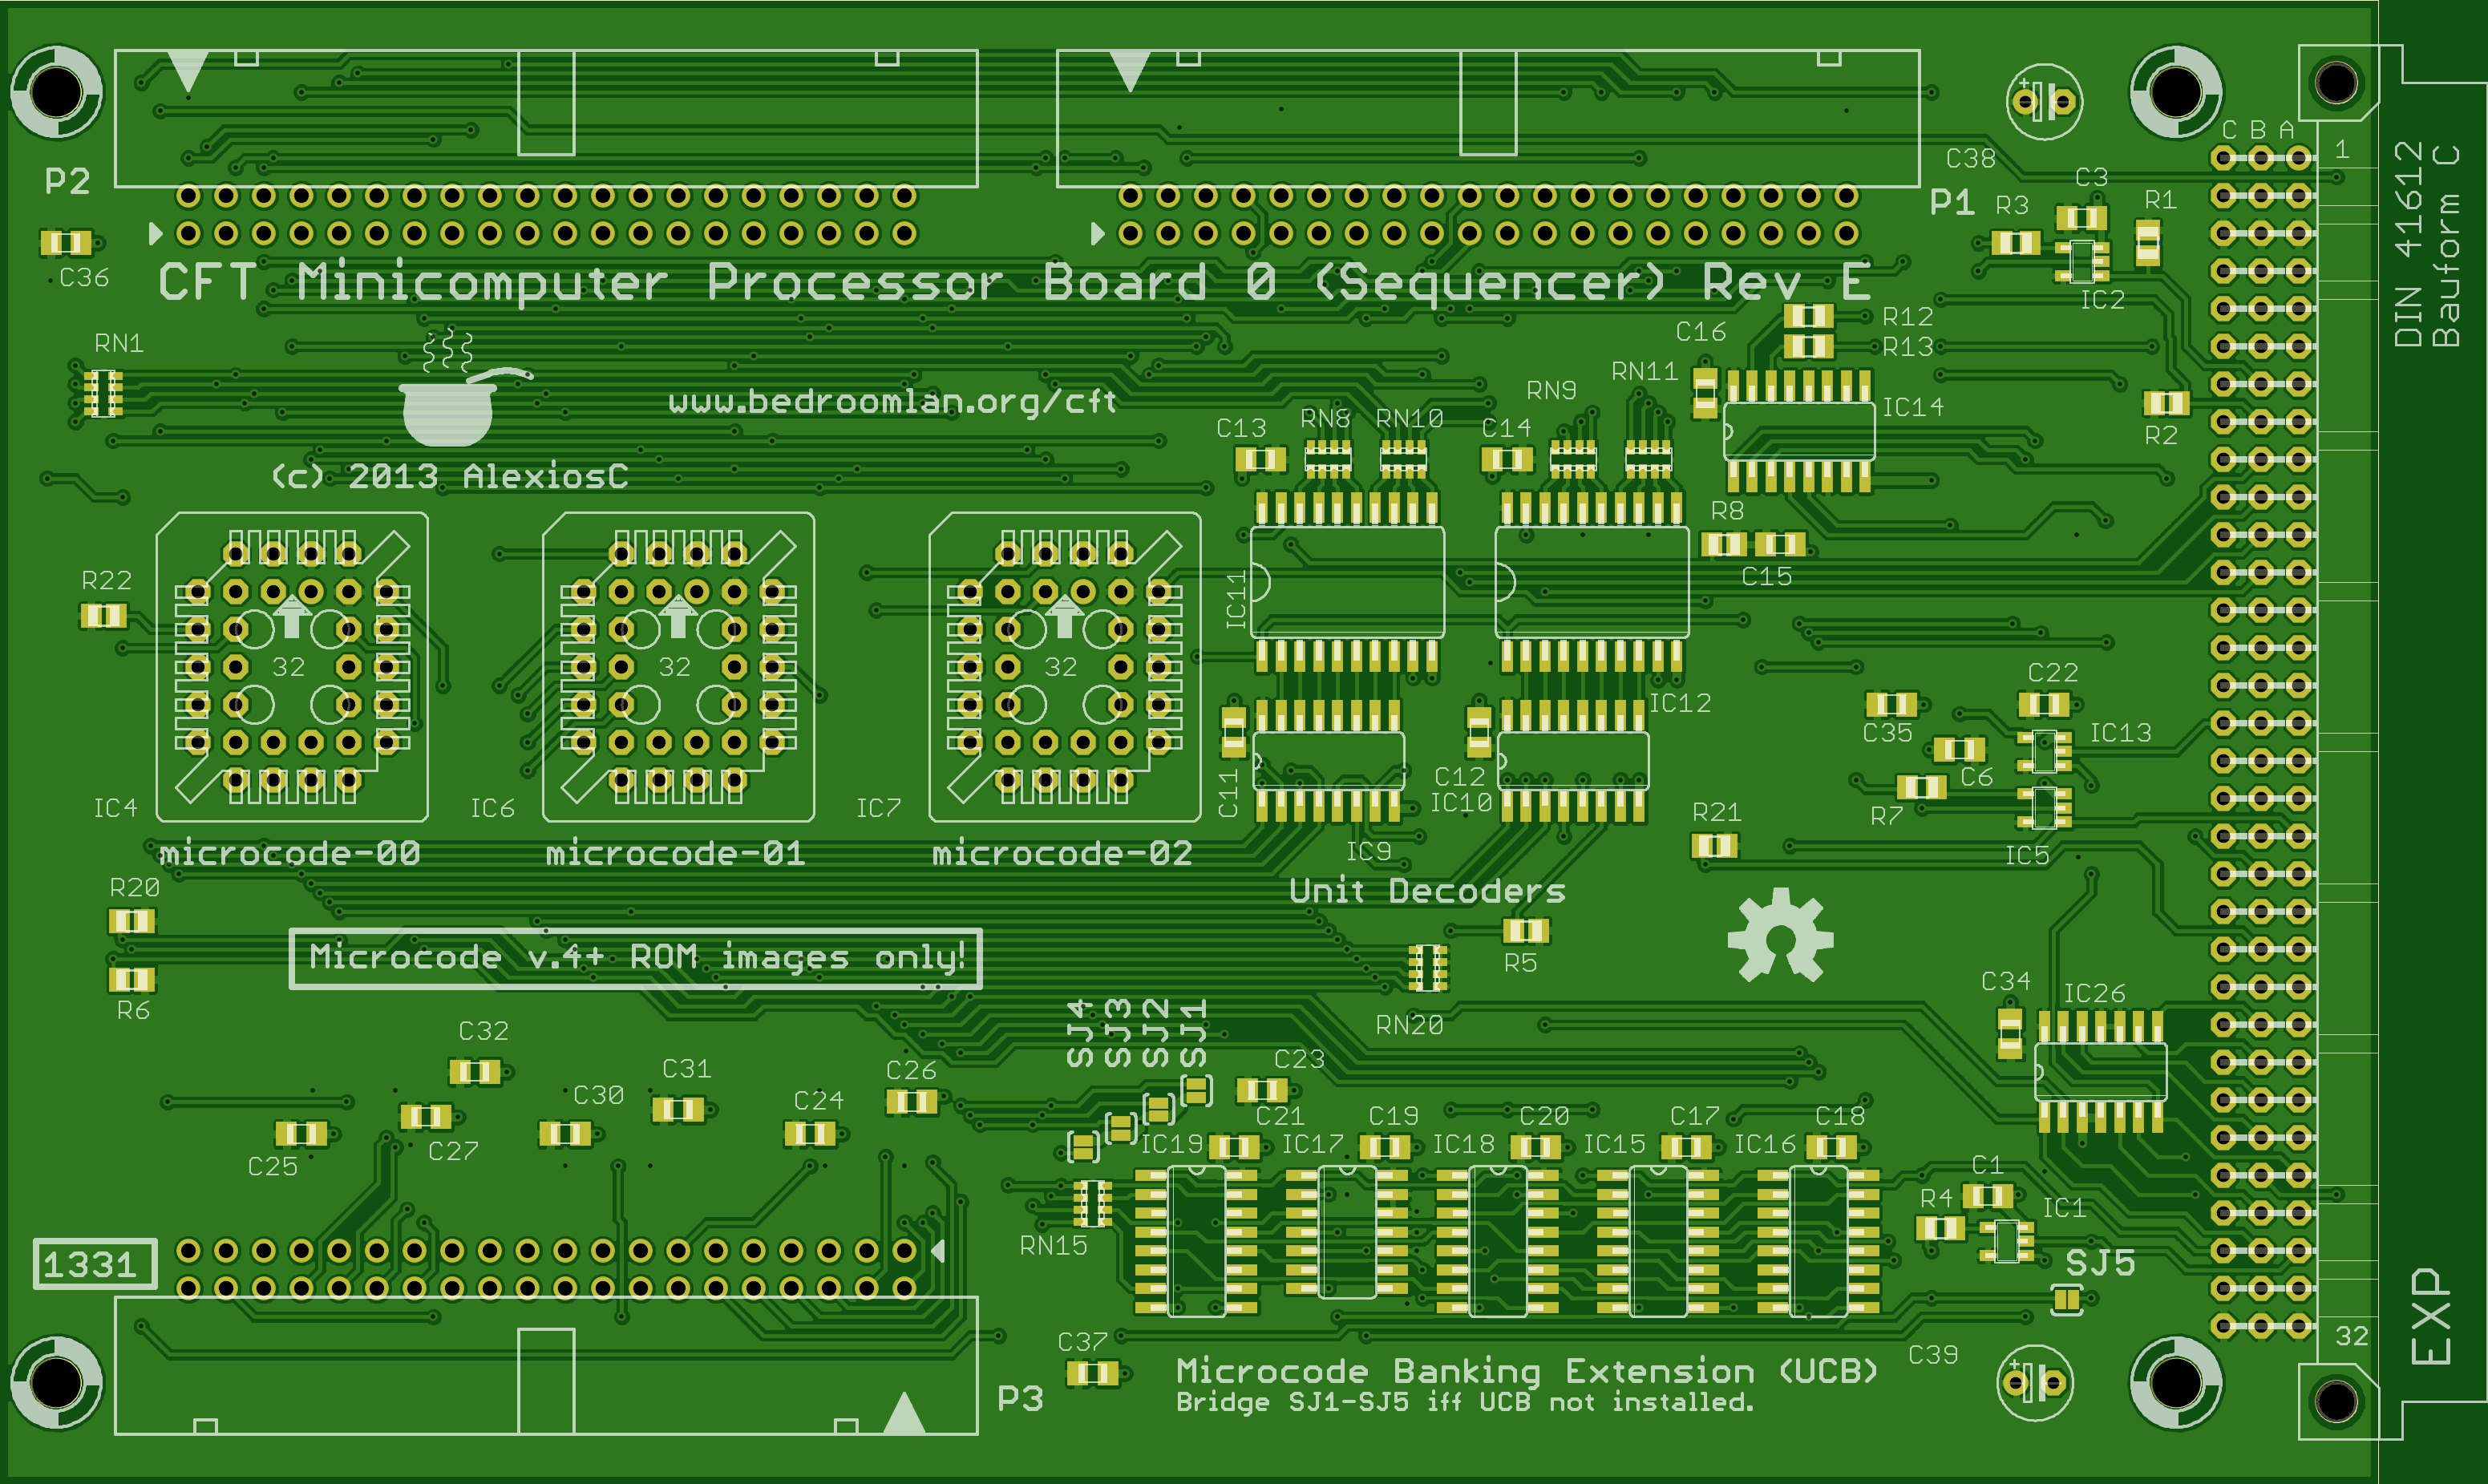 C B A
1
DIN 41612
Bauform C
C38
C3
P2
P1
R3
R1
C36
CFT Minicomputer Processor Board 0 (Sequencer) Rev E
IC2
RN1
C16
R12
R13
RN11
RN9
www.bedroomlan.org/cft
IC14
C13
RN8
RN10
C14
R2
(c) 2013 AlexiosC
R8
R22
C15
IC11
32
32
32
C22
IC12
C35
IC13
C11
C12
C6
IC4
IC6
IC7
IC10
R21
R7
microcode-00
microcode-01
microcode-02
IC9
IC5
R20
Unit Decoders
Microcode v.4+ ROM images only!
R5
C34
IC26
R6
SJ4
SJ3
SJ2
SJ1
RN20
C32
C31
C23
C26
C30
C24
C21
C19
C20
C17
C18
C25
C27
IC19
IC17
IC18
IC15
IC16
C1
R4
IC1
RN15
1331
SJ5
EXP
32
C37
C39
Microcode Banking Extension (UCB)
P3
Bridge SJ1-SJ5 iff UCB not installed.